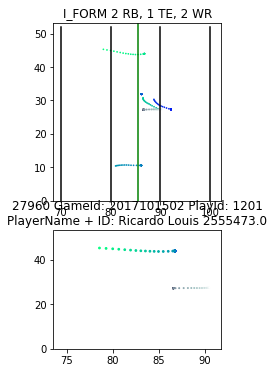 I_FORM 2 RB, 1 TE, 2 WR
50
40
30
20
10
0
70 80 90 100
27960 GameId: 2017101502 PlayId: 1201
PlayerName + ID: Ricardo Louis 2555473.0
40
20
0
75 80 85 90